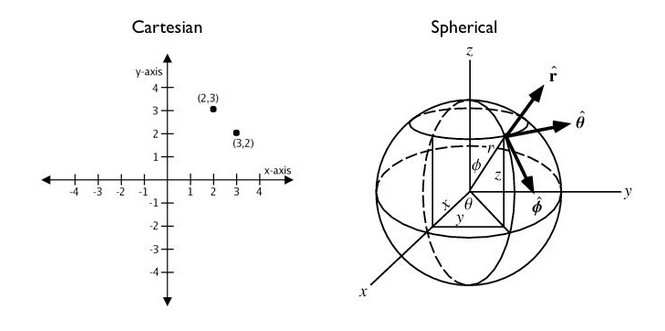 Cartesian
y-axis
4
3
2
1
(2,3)
(3,2)
x-axis
-4 -3 -2 -1 1 2 3 4
-1
-2
-3
-4
Spherical
z
r̂
θ̂
r
ϕ
z
ϕ̂
y
x
θ
y
x